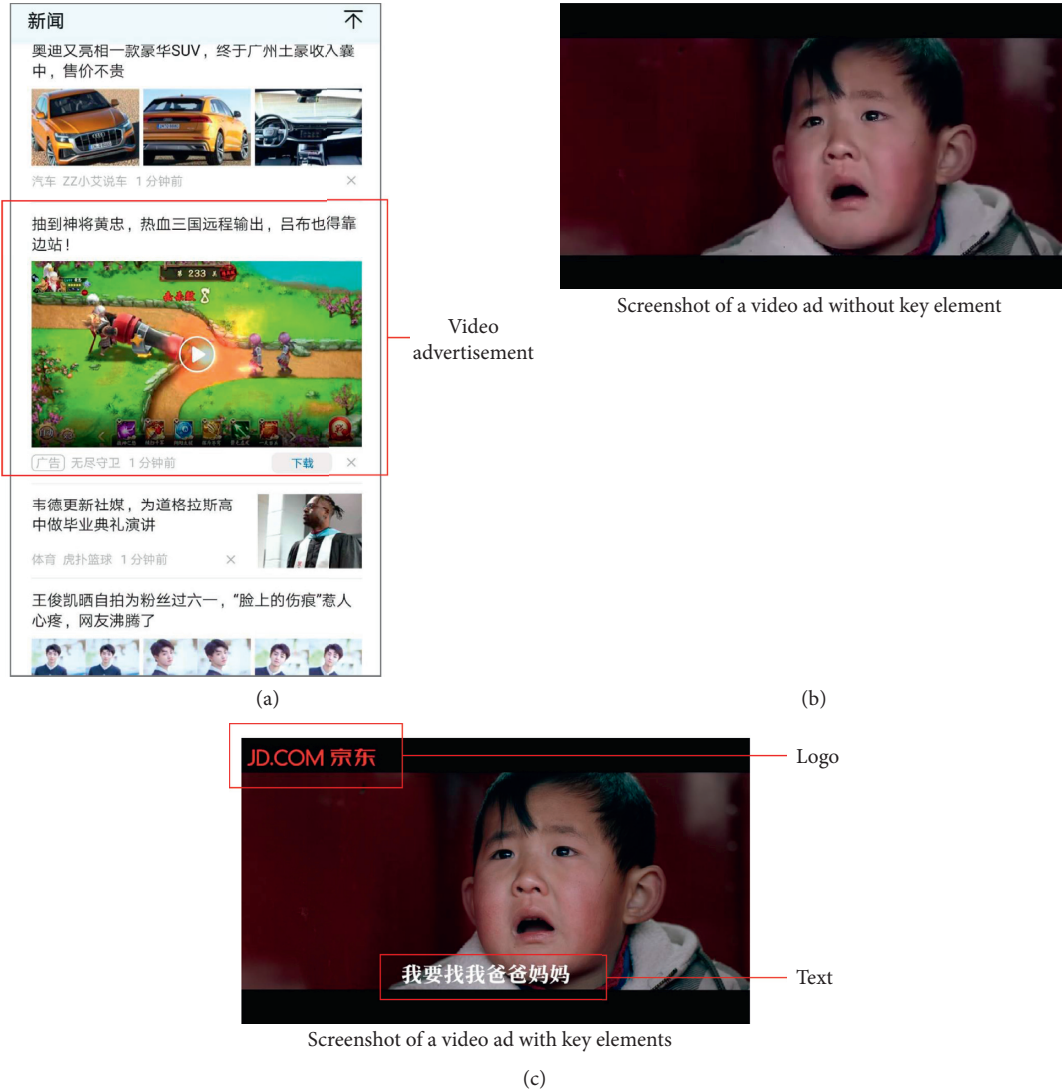 新闻
奥迪又亮相一款豪华SUV，终于广州土豪收入囊
中，售价不贵
汽车 ZZ小艾说车 1分钟前
抽到神将黄忠，热血三国远程输出，吕布也得靠
边站！
第 233 关
广告 无尽守卫 1分钟前 下载
韦德更新社媒，为道格拉斯高
中做毕业典礼演讲
体育 虎扑篮球 1分钟前
王俊凯晒自拍为粉丝过六一，“脸上的伤痕”惹人
心疼，网友沸腾了
Video
advertisement
(a)
Screenshot of a video ad without key element
(b)
JD.COM 京东
Logo
我要找我爸爸妈妈
Text
Screenshot of a video ad with key elements
(c)